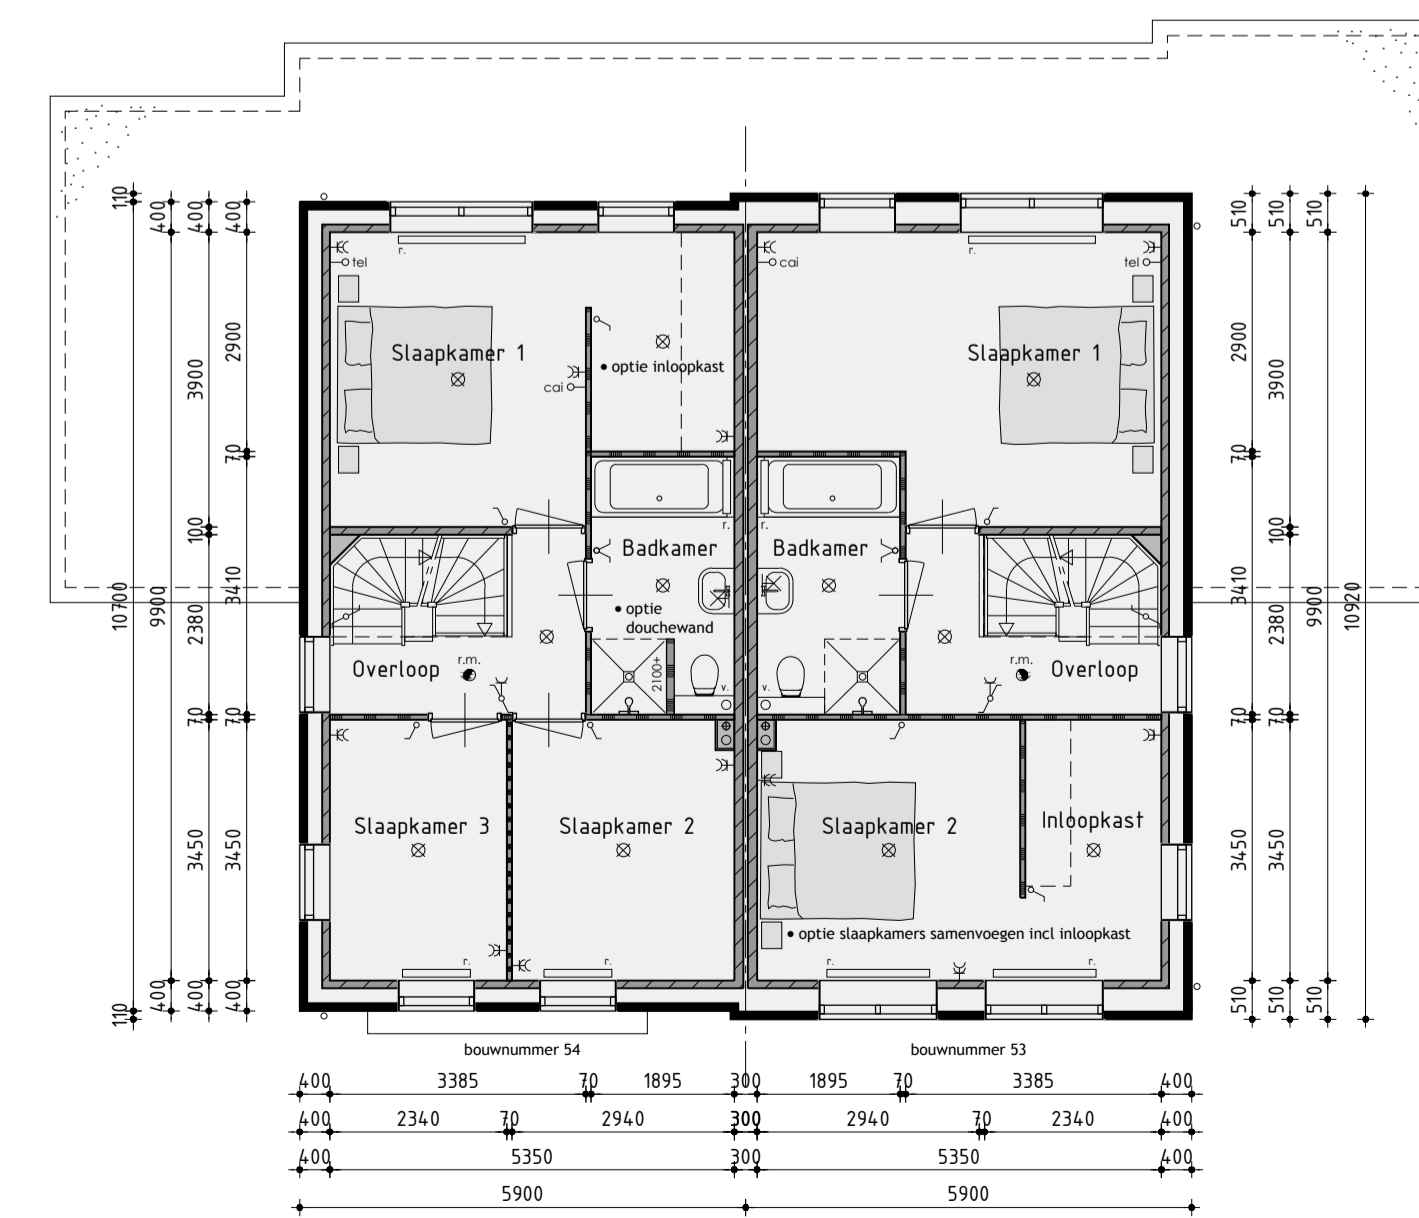 tel
r.
cai
r.
tel
Slaapkamer 1
cai
• optie inloopkast
Slaapkamer 1
r.
r.
Badkamer
Badkamer
• optie
douchewand
2100+
v.
v.
Overloop
r.m.
r.m.
Overloop
Slaapkamer 3
Slaapkamer 2
Slaapkamer 2
Inloopkast
• optie slaapkamers samenvoegen incl inloopkast
r.
r.
r.
r.
bouwnummer 54
bouwnummer 53
110
10700
110
400
9900
400
400
3900
100
2380
70
3450
400
400
2900
70
3410
70
3450
400
510
2900
70
3410
70
3450
510
510
3900
100
2380
70
3450
510
510
9900
510
10920
400 3385 70 1895 300 1895 70 3385 400
400 2340 70 2940 300 2940 70 2340 400
400 5350 300 5350 400
5900 5900